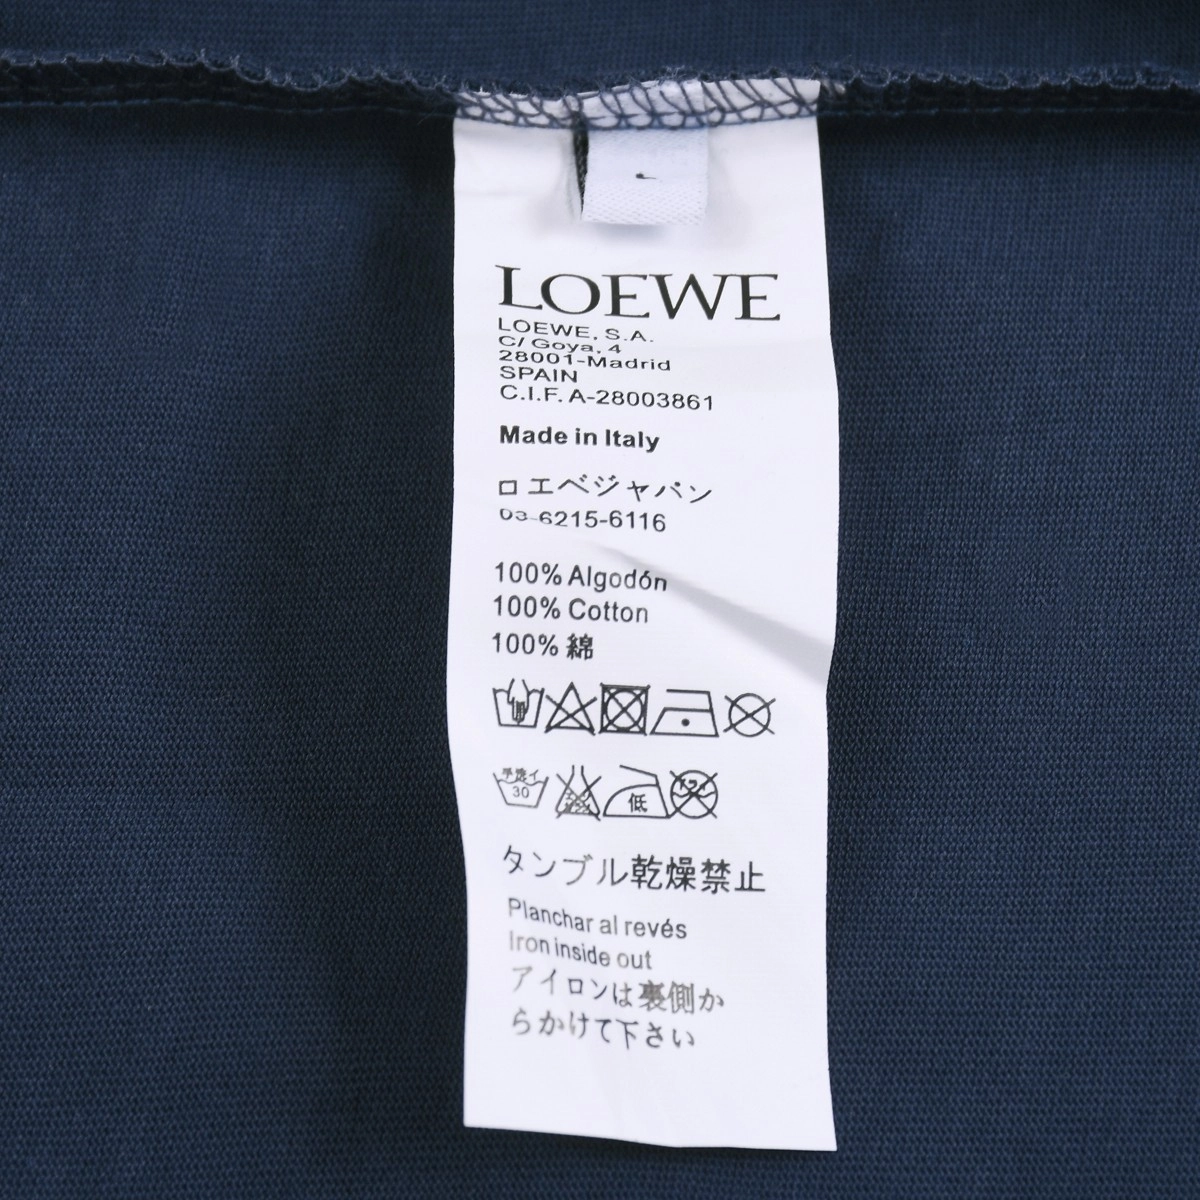 L
LOEWE
LOEWE, S.A.
C/ Goya, 4
28001-Madrid
SPAIN
C.I.F. A-28003861
Made in Italy
ロエベジャパン
03-6215-6116
100% Algodón
100% Cotton
100% 綿
手洗イ
30
低
タンブル乾燥禁止
Planchar al revés
Iron inside out
アイロンは裏側か
らかけて下さい